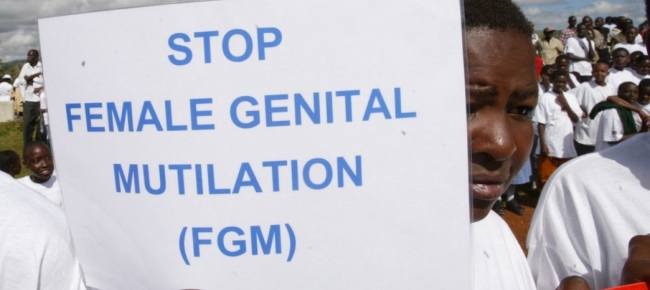 STOP
FEMALE GENITAL
MUTILATION
(FGM)